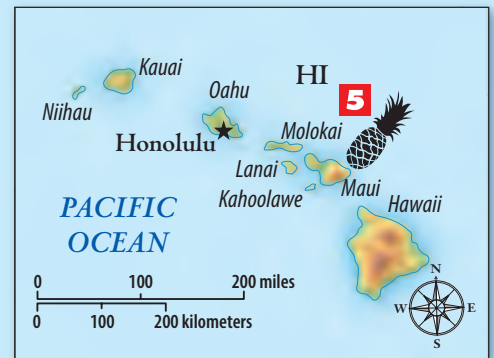 Kauai
Niihau
Oahu
HI
5
Honolulu
Molokai
Lanai
Kahoolawe
Maui
Hawaii
PACIFIC
OCEAN
0 100 200 miles
0 100 200 kilometers
N
W E
S